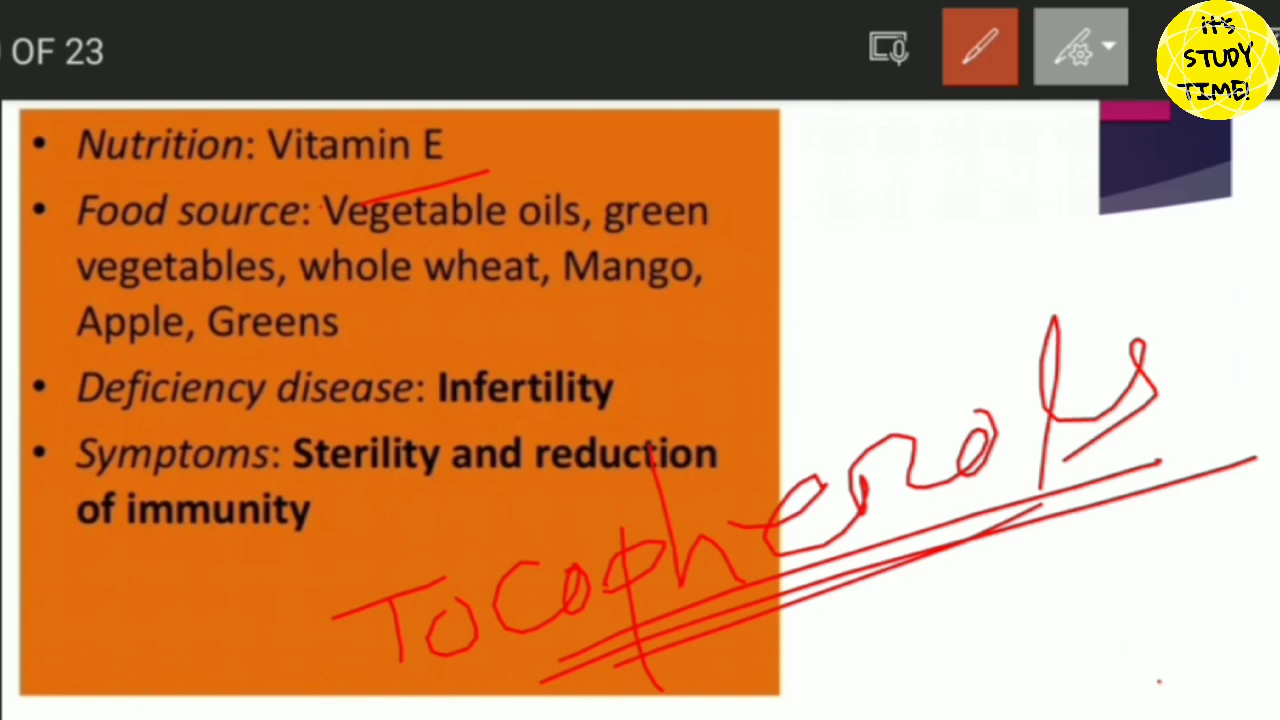 OF 23
IT'S
STUDY
TIME!
• Nutrition: Vitamin E
• Food source: Vegetable oils, green
vegetables, whole wheat, Mango,
Apple, Greens
• Deficiency disease: Infertility
• Symptoms: Sterility and reduction
of immunity
Tocopherols